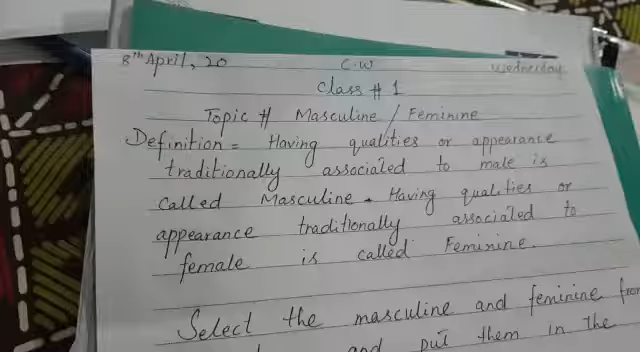 8th April, 20 C.W Wednesday
Class # 1
Topic # Masculine / Feminine
Definition = Having qualities or appearance
traditionally associated to male is
called Masculine. Having qualities or
appearance traditionally associated to
female is called Feminine.
Select the masculine and feminine from
and put them in the